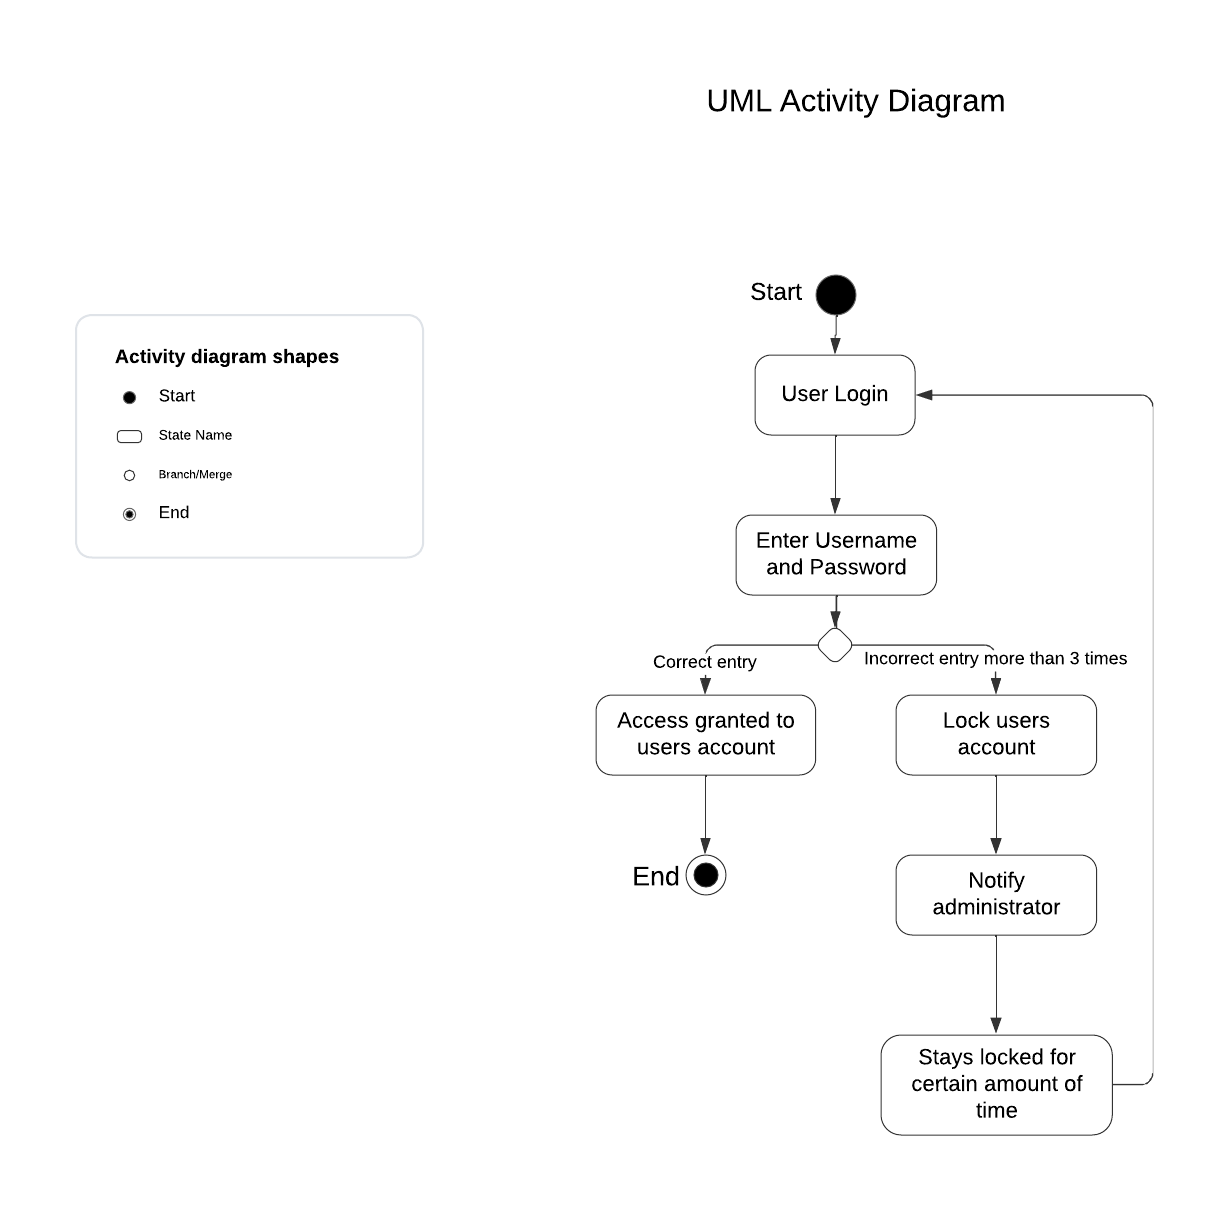 UML Activity Diagram
Start
Activity diagram shapes
Start
State Name
Branch/Merge
End
User Login
Enter Username
and Password
Correct entry
Incorrect entry more than 3 times
Access granted to
users account
Lock users
account
End
Notify
administrator
Stays locked for
certain amount of
time